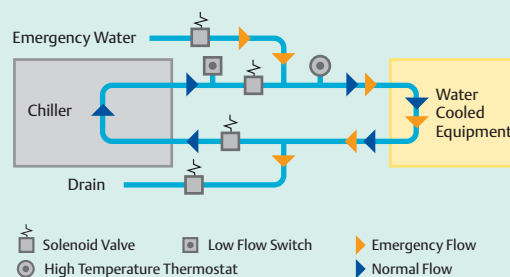 Emergency Water
Chiller
Water
Cooled
Equipment
Drain
Solenoid Valve
Low Flow Switch
Emergency Flow
High Temperature Thermostat
Normal Flow